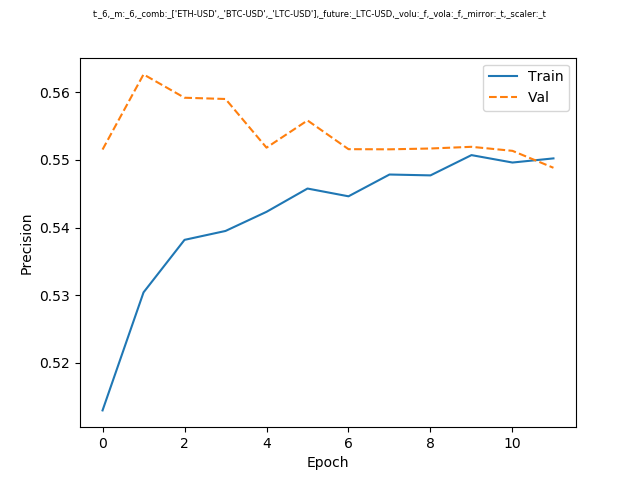 t:_6,_m:_6,_comb:_['ETH-USD',_'BTC-USD',_'LTC-USD'],_future:_LTC-USD,_volu:_f,_vola:_f,_mirror:_t,_scaler:_t
Train
Val
0.56
0.55
0.54
0.53
0.52
Precision
0 2 4 6 8 10
Epoch